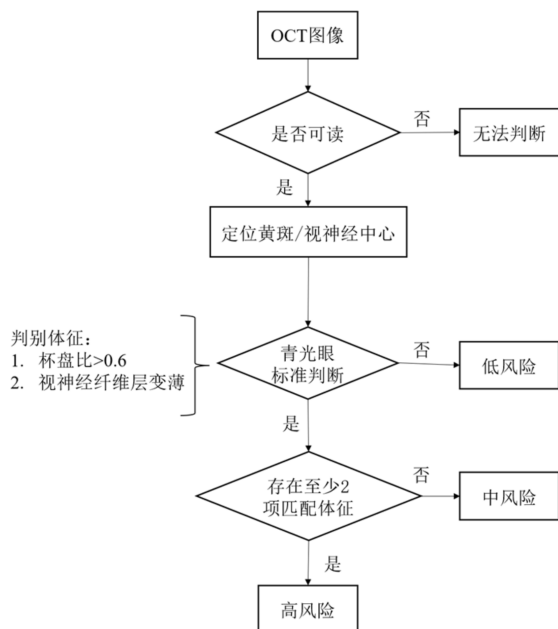 OCT图像
是否可读
否
无法判断
是
定位黄斑/视神经中心
判别体征：
1. 杯盘比>0.6
2. 视神经纤维层变薄
青光眼
标准判断
否
低风险
是
存在至少2
项匹配体征
否
中风险
是
高风险